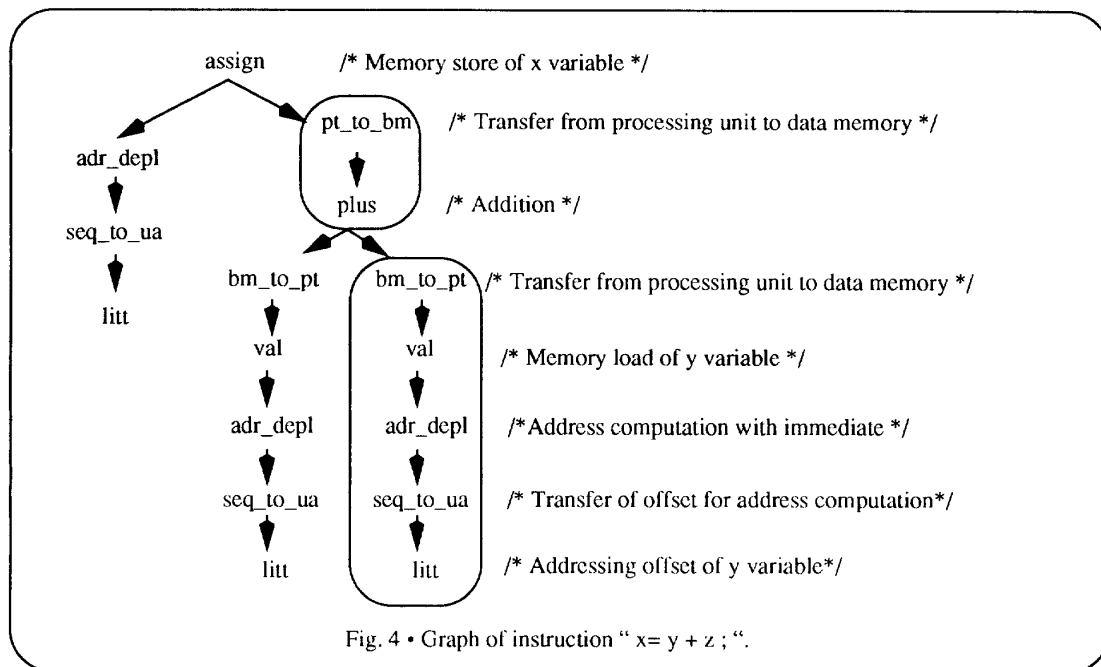 assign /* Memory store of x variable */
pt_to_bm /* Transfer from processing unit to data memory */
adr_depl
plus /* Addition */
seq_to_ua
bm_to_pt bm_to_pt /* Transfer from processing unit to data memory */
litt
val val /* Memory load of y variable */
adr_depl adr_depl /*Address computation with immediate */
seq_to_ua seq_to_ua /* Transfer of offset for address computation*/
litt litt /* Addressing offset of y variable*/
Fig. 4 • Graph of instruction “ x= y + z ; “.